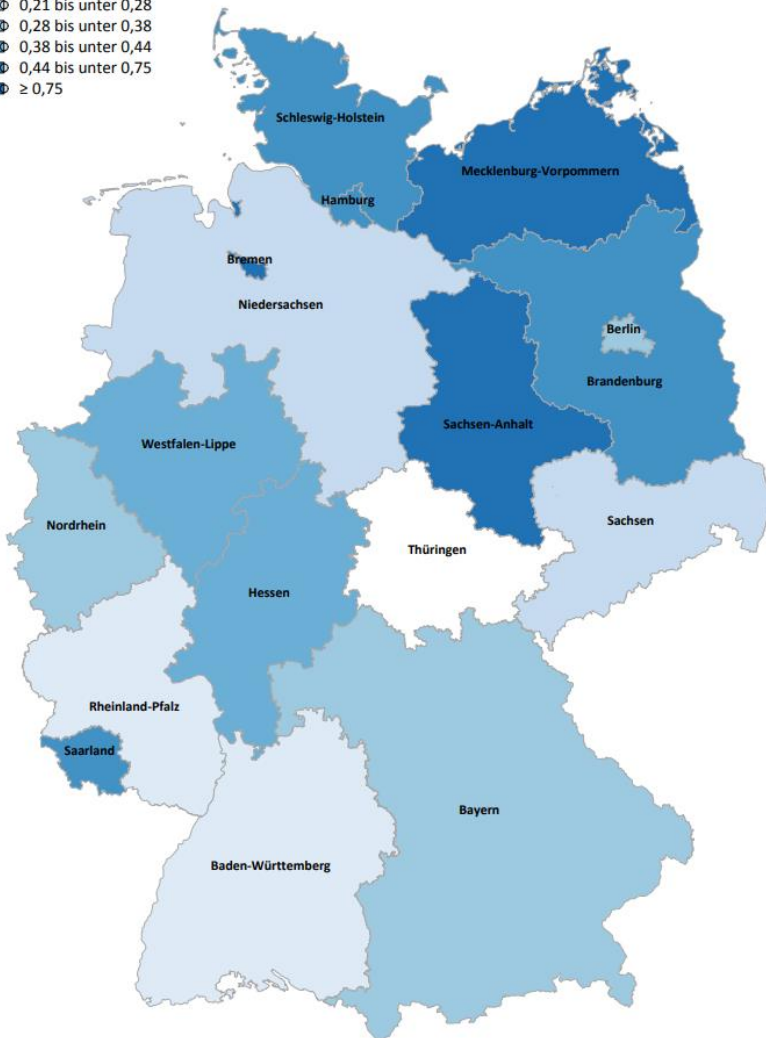 0,21 bis unter 0,28
0,28 bis unter 0,38
0,38 bis unter 0,44
0,44 bis unter 0,75
≥ 0,75
Schleswig-Holstein
Mecklenburg-Vorpommern
Hamburg
Bremen
Niedersachsen
Berlin
Brandenburg
Sachsen-Anhalt
Westfalen-Lippe
Nordrhein
Sachsen
Thüringen
Hessen
Rheinland-Pfalz
Saarland
Bayern
Baden-Württemberg